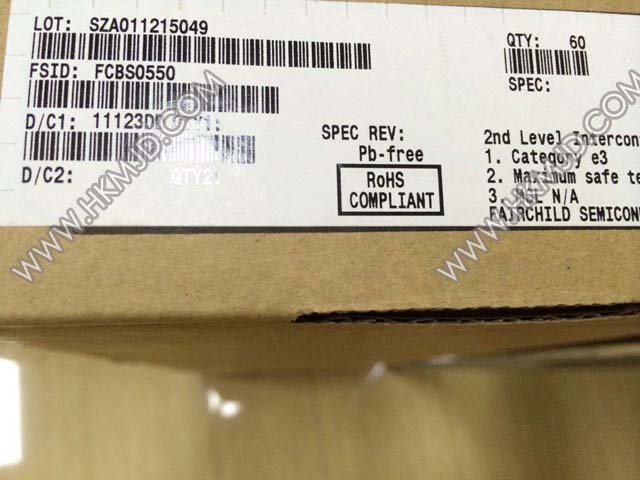 LOT: SZA011215049
QTY: 60
FSID: FCBS0550
SPEC:
D/C1: 11123D
SPEC REV:
Pb-free
RoHS
COMPLIANT
2nd Level Intercon
1. Category e3
2. Maximum safe te
3. MSL N/A
FAIRCHILD SEMICON
D/C2: QTY2:
WWW.HKMJD.COM
WWW.HKMJD.COM